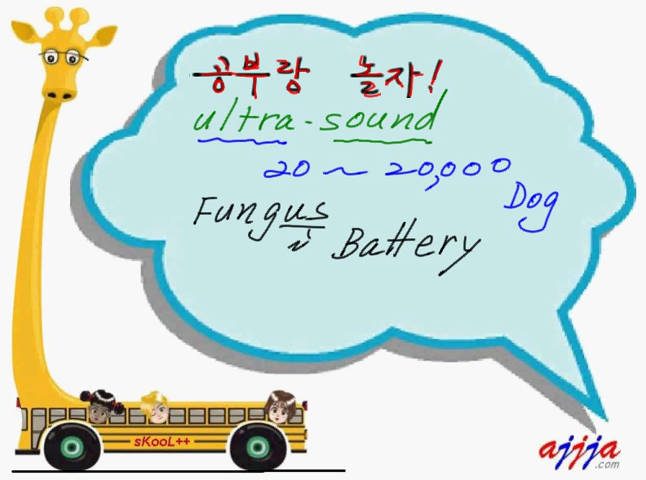 공부랑 놀자!
ultra-sound
20 ~ 20,000
Dog
Fungus
i
Battery
sKooL++
ajjja
.com